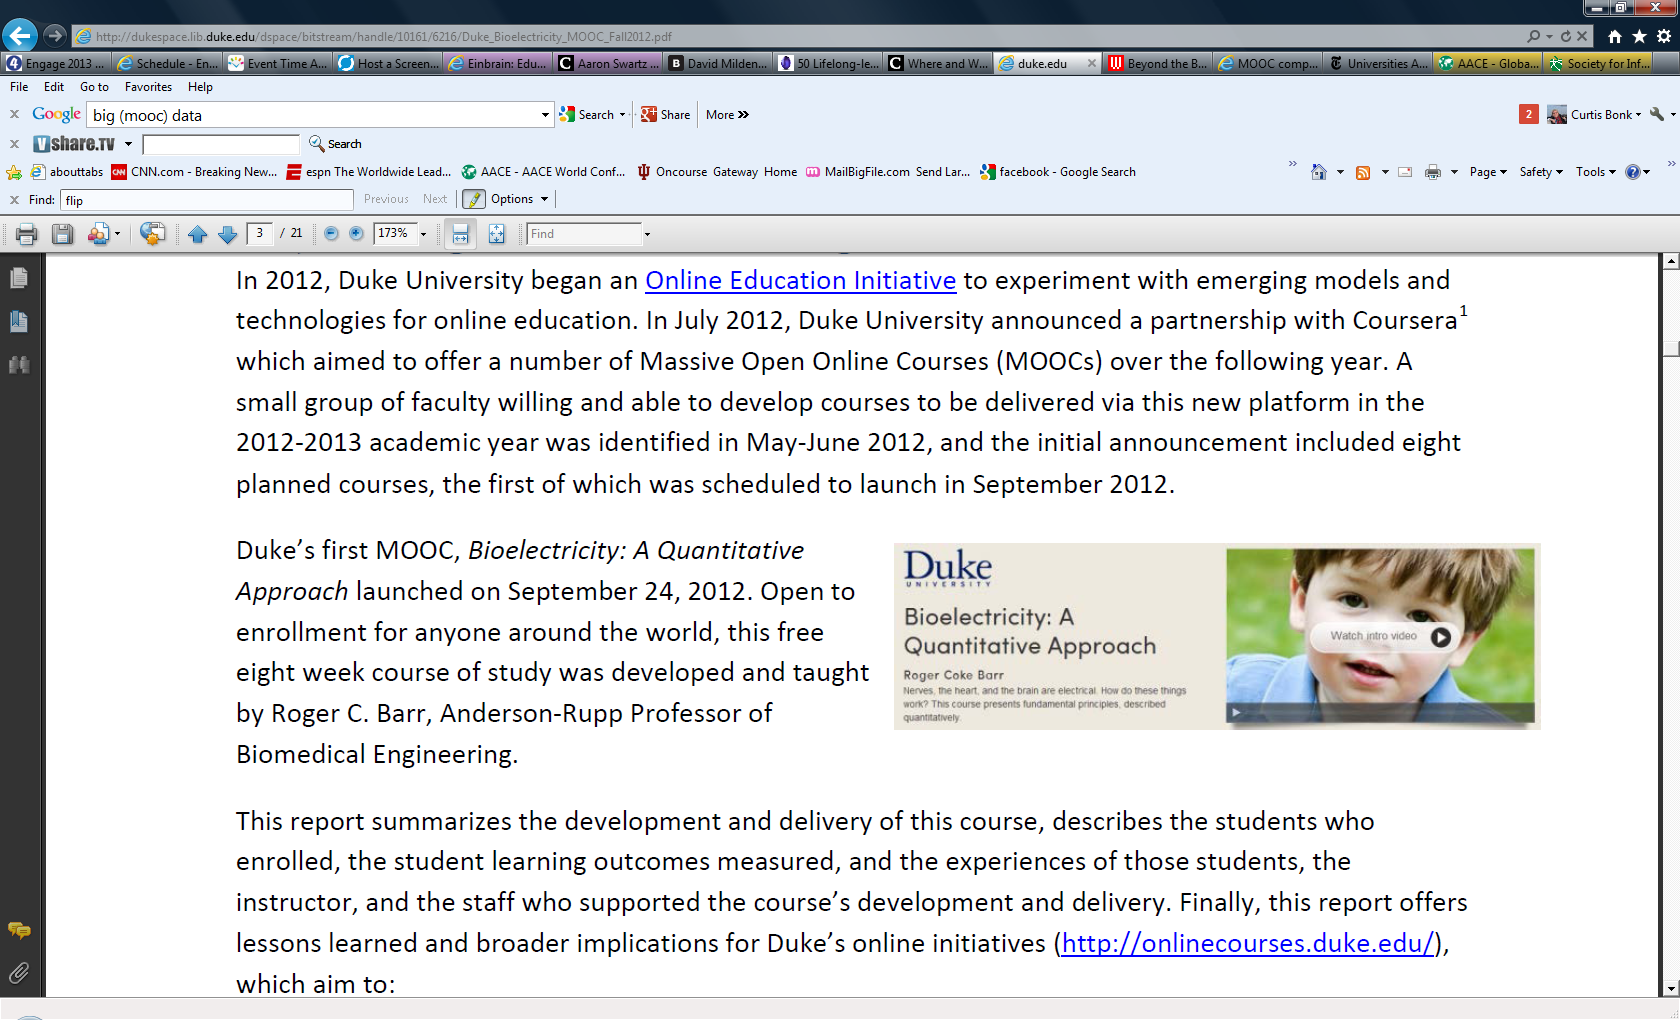 http://dukespace.lib.duke.edu/dspace/bitstream/handle/10161/6216/Duke_Bioelectricity_MOOC_Fall2012.pdf
Engage 2013 ... Schedule - En... Event Time A... Host a Screen... Einbrain: Edu... Aaron Swartz ... David Milden... 50 Lifelong-le... Where and W... duke.edu Beyond the B... MOOC comp... Universities A... AACE - Globa... Society for Inf...
File Edit Go to Favorites Help
x Google big (mooc) data Search Share More » 2 Curtis Bonk
x Vshare.TV Search
abouttabs CNN.com - Breaking New... espn The Worldwide Lead... AACE - AACE World Conf... Oncourse Gateway Home MailBigFile.com Send Lar... facebook - Google Search » Page Safety Tools »
x Find: flip Previous Next Options
3 / 21 173% Find
In 2012, Duke University began an Online Education Initiative to experiment with emerging models and
technologies for online education. In July 2012, Duke University announced a partnership with Coursera1
which aimed to offer a number of Massive Open Online Courses (MOOCs) over the following year. A
small group of faculty willing and able to develop courses to be delivered via this new platform in the
2012-2013 academic year was identified in May-June 2012, and the initial announcement included eight
planned courses, the first of which was scheduled to launch in September 2012.
Duke's first MOOC, Bioelectricity: A Quantitative
Approach launched on September 24, 2012. Open to
enrollment for anyone around the world, this free
eight week course of study was developed and taught
by Roger C. Barr, Anderson-Rupp Professor of
Biomedical Engineering.
Duke
UNIVERSITY
Bioelectricity: A
Quantitative Approach
Roger Coke Barr
Nerves, the heart, and the brain are electrical. How do these things
work? This course presents fundamental principles, described
quantitatively.
Watch intro video
This report summarizes the development and delivery of this course, describes the students who
enrolled, the student learning outcomes measured, and the experiences of those students, the
instructor, and the staff who supported the course's development and delivery. Finally, this report offers
lessons learned and broader implications for Duke's online initiatives (http://onlinecourses.duke.edu/),
which aim to: